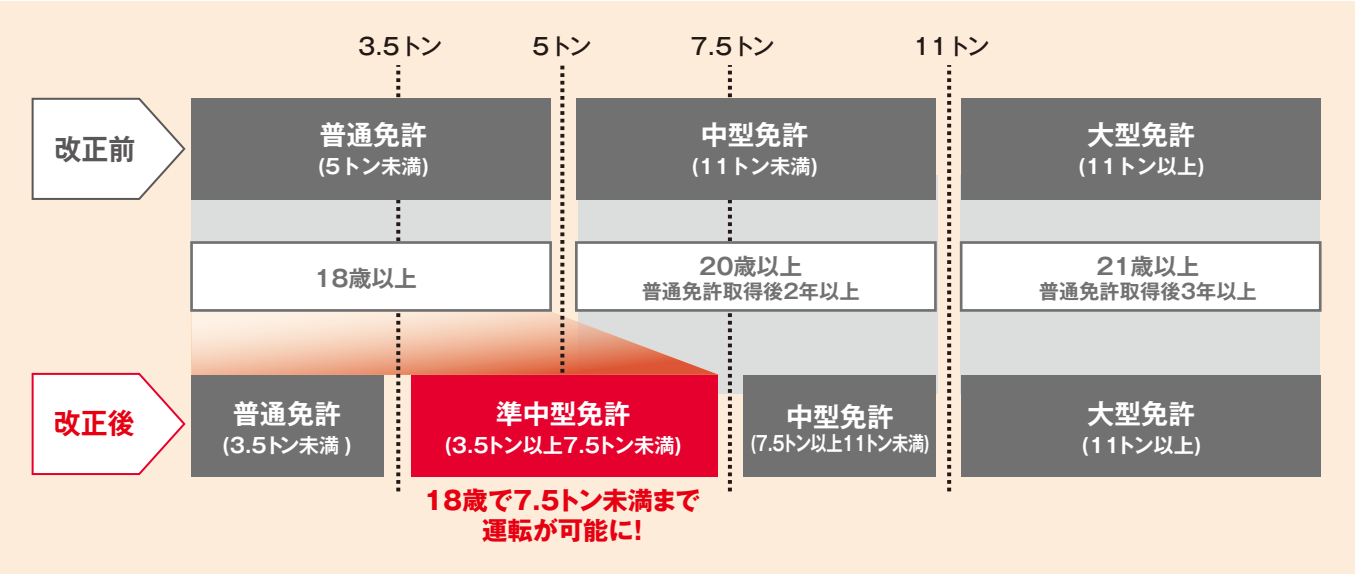 3.5トン
5トン
7.5トン
11トン
改正前
普通免許
(5トン未満)
中型免許
(11トン未満)
大型免許
(11トン以上)
18歳以上
20歳以上
普通免許取得後2年以上
21歳以上
普通免許取得後3年以上
改正後
普通免許
(3.5トン未満 )
準中型免許
(3.5トン以上7.5トン未満)
中型免許
(7.5トン以上11トン未満)
大型免許
(11トン以上)
18歳で7.5トン未満まで
運転が可能に!